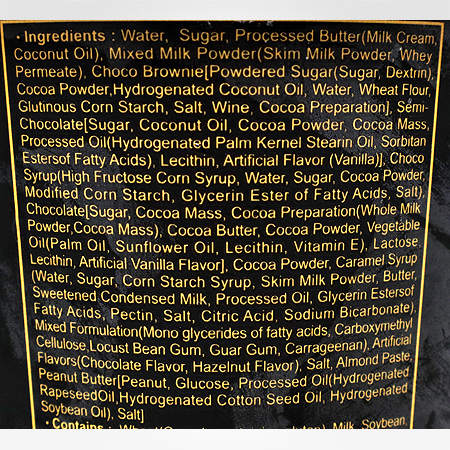 • Ingredients : Water, Sugar, Processed Butter(Milk Cream,
Coconut Oil), Mixed Milk Powder(Skim Milk Powder, Whey
Permeate), Choco Brownie[Powdered Sugar(Sugar, Dextrin),
Cocoa Powder,Hydrogenated Coconut Oil, Water, Wheat Flour,
Glutinous Corn Starch, Salt, Wine, Cocoa Preparation], Semi-
Chocolate[Sugar, Coconut Oil, Cocoa Powder, Cocoa Mass,
Processed Oil(Hydrogenated Palm Kernel Stearin Oil, Sorbitan
Estersof Fatty Acids), Lecithin, Artificial Flavor (Vanilla)], Choco
Syrup(High Fructose Corn Syrup, Water, Sugar, Cocoa Powder,
Modified Corn Starch, Glycerin Ester of Fatty Acids, Salt),
Chocolate[Sugar, Cocoa Mass, Cocoa Preparation(Whole Milk
Powder,Cocoa Mass), Cocoa Butter, Cocoa Powder, Vegetable
Oil(Palm Oil, Sunflower Oil, Lecithin, Vitamin E), Lactose,
Lecithin, Artificial Vanilla Flavor], Cocoa Powder, Caramel Syrup
(Water, Sugar, Corn Starch Syrup, Skim Milk Powder, Butter,
Sweetened Condensed Milk, Processed Oil, Glycerin Estersof
Fatty Acids, Pectin, Salt, Citric Acid, Sodium Bicarbonate),
Mixed Formulation(Mono glycerides of fatty acids, Carboxymethyl
Cellulose,Locust Bean Gum, Guar Gum, Carrageenan), Artificial
Flavors(Chocolate Flavor, Hazelnut Flavor), Salt, Almond Paste,
Peanut Butter[Peanut, Glucose, Processed Oil(Hydrogenated
RapeseedOil,Hydrogenated Cotton Seed Oil, Hydrogenated
Soybean Oil), Salt]
• Contains : Milk, Soybean,